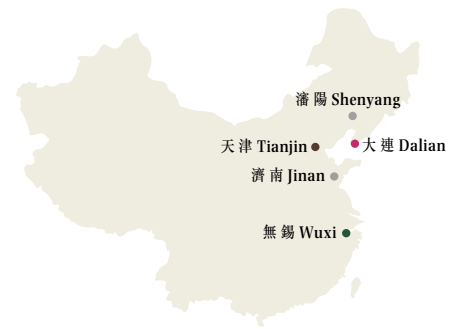 瀋陽 Shenyang
天津 Tianjin
大連 Dalian
濟南 Jinan
無錫 Wuxi